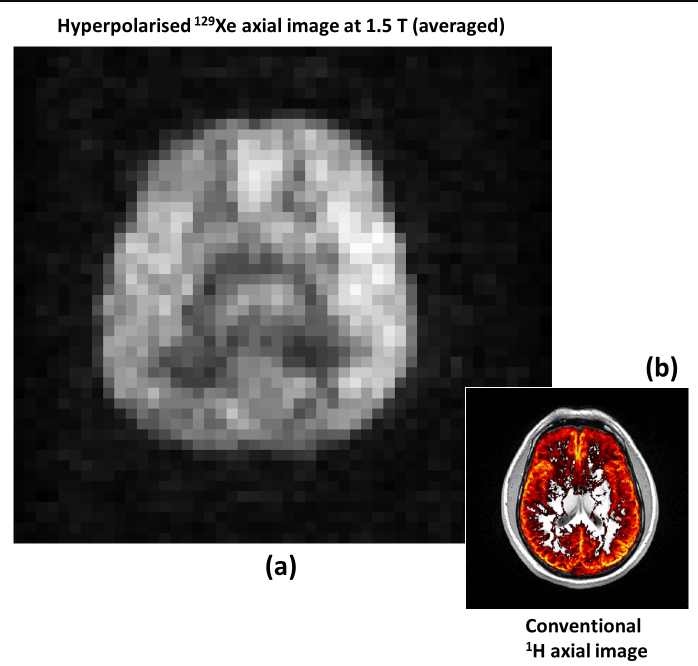 Hyperpolarised ¹²⁹Xe axial image at 1.5 T (averaged)
(b)
(a)
Conventional
¹H axial image